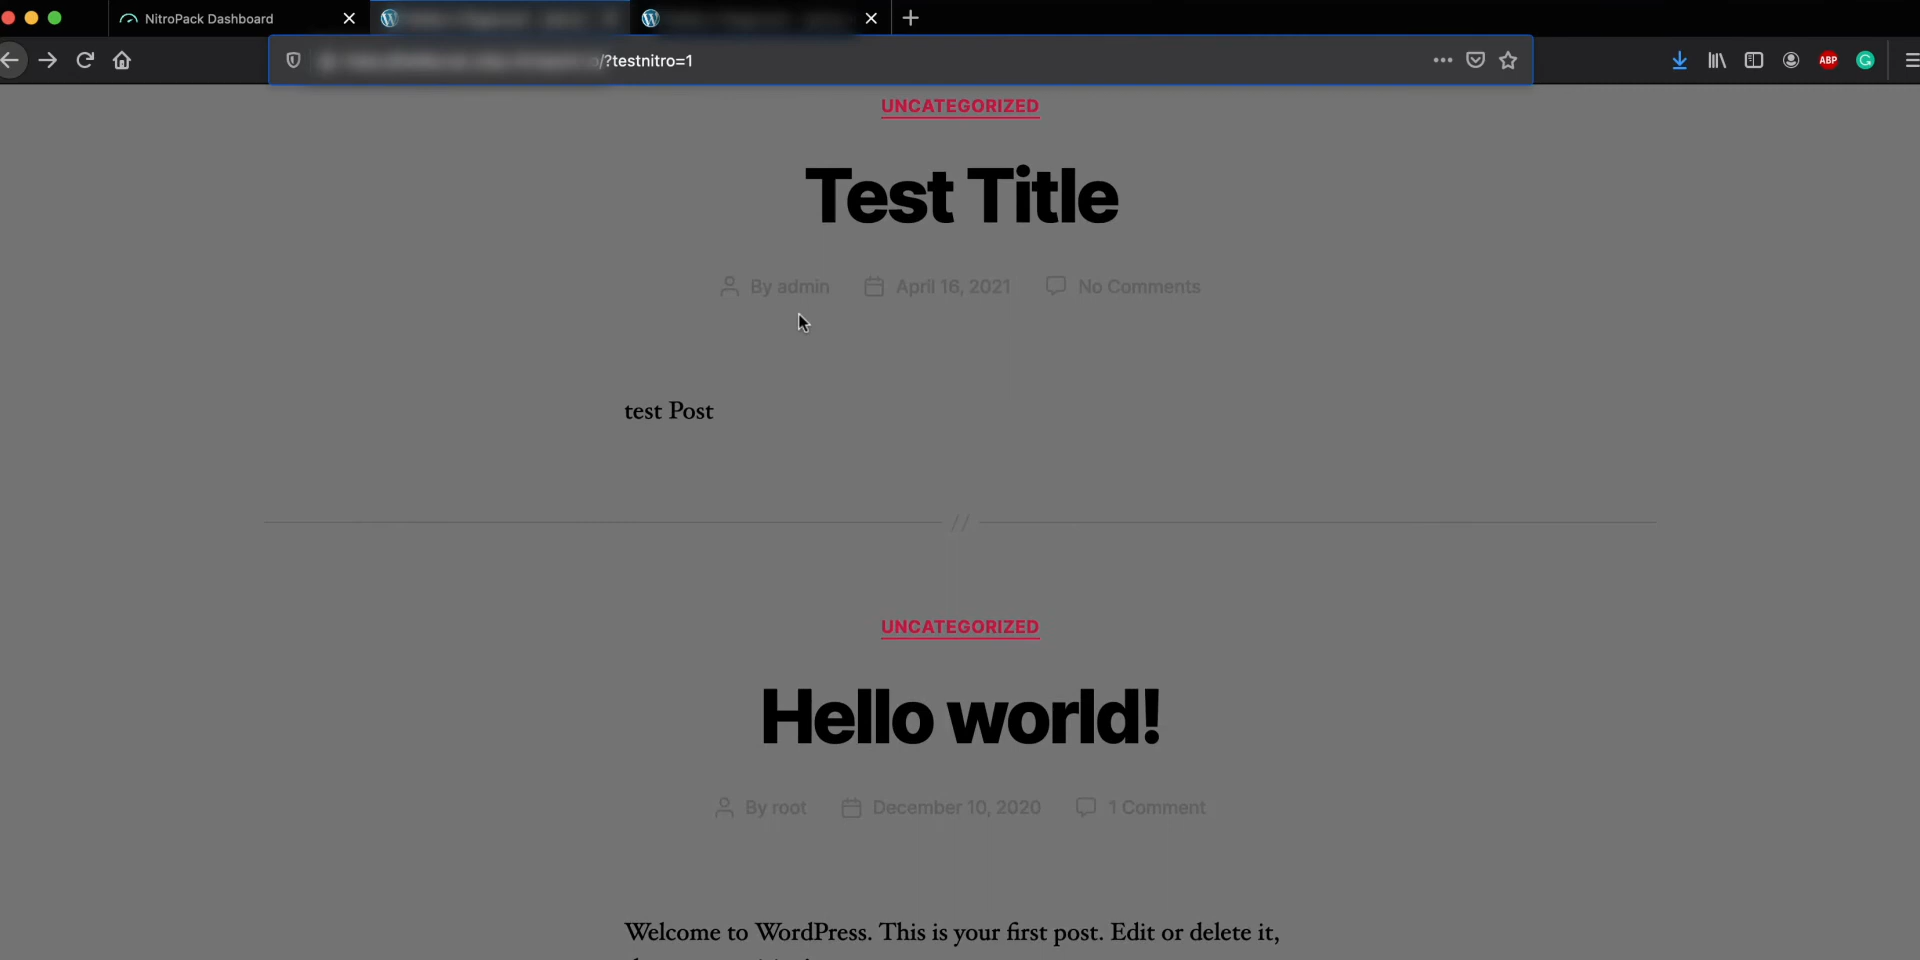 NitroPack Dashboard
/?testnitro=1
ABP
UNCATEGORIZED
Test Title
By admin April 16, 2021 No Comments
test Post
//
UNCATEGORIZED
Hello world!
By root December 10, 2020 1 Comment
Welcome to WordPress. This is your first post. Edit or delete it,